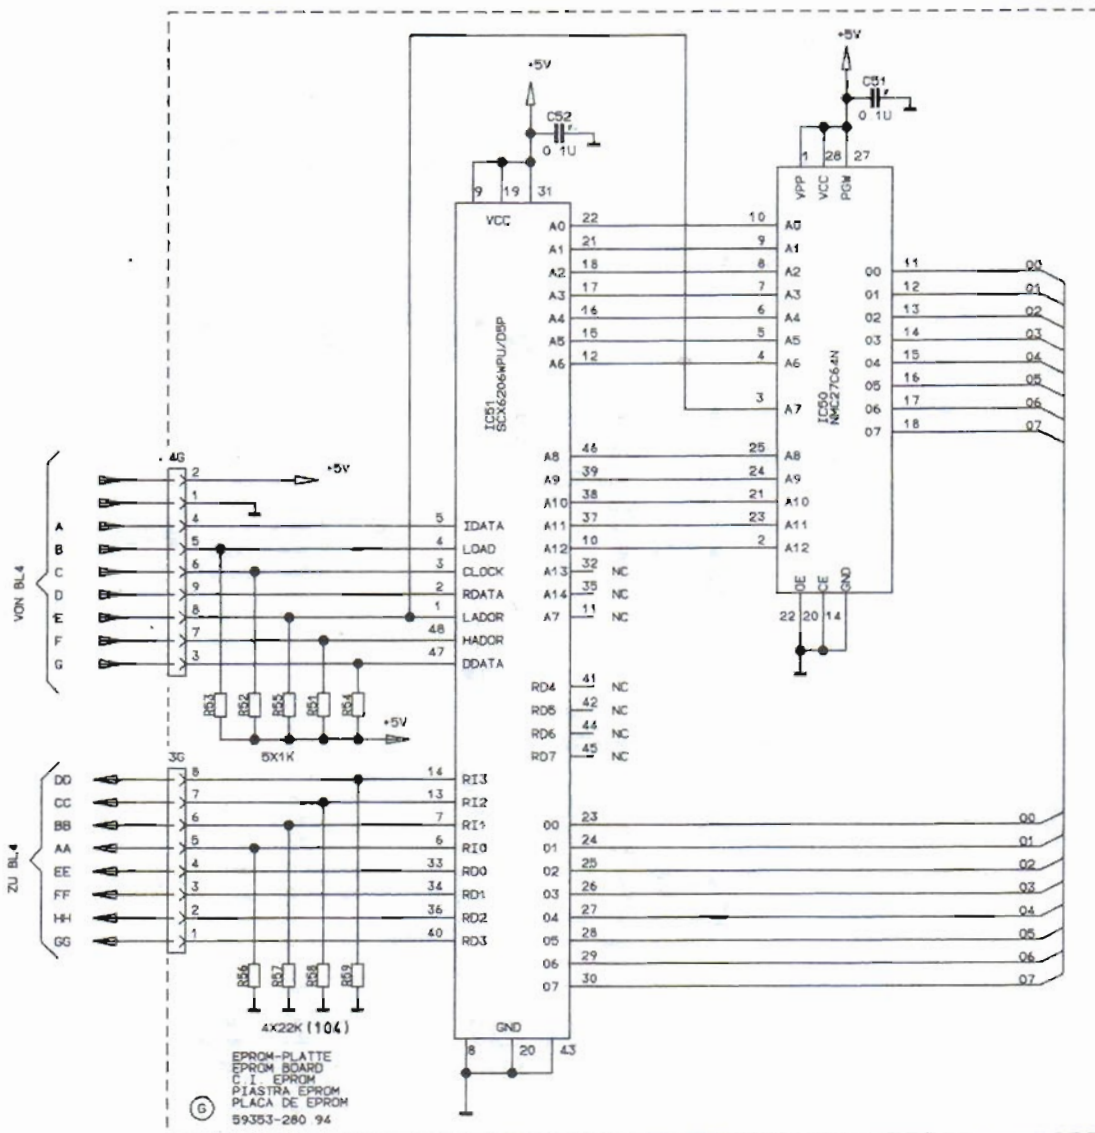 +5V
C51
0.1U
+5V
C52
0.1U
1 28 27
VPP VCC PGM
9 19 31
VCC
IC51
SCX6206WPU/D5P
IC50
NMC27C64N
A0 22 10 A0
A1 21 9 A1
A2 18 8 A2
A3 17 7 A3
A4 16 6 A4
A5 15 5 A5
A6 12 4 A6
3 A7
A8 46 25 A8
A9 39 24 A9
A10 38 21 A10
A11 37 23 A11
A12 10 2 A12
A13 32 NC
A14 35 NC
A7 11 NC
OE CE GND
22 20 14
00 11 00
01 12 01
02 13 02
03 14 03
04 15 04
05 16 05
06 17 06
07 18 07
VON BL4
4G
2 +5V
1
A 4 5 IDATA
B 5 4 LOAD
C 6 3 CLOCK
D 9 2 RDATA
E 8 1 LADOR
F 7 48 HADOR
G 3 47 DDATA
R53 R52 R55 R51 R54
+5V
5X1K
RD4 41 NC
RD5 42 NC
RD6 44 NC
RD7 45 NC
ZU BL4
3G
DD 8 14 RI3
CC 7 13 RI2
BB 6 7 RI1
AA 5 6 RI0
EE 4 33 RD0
FF 3 34 RD1
HH 2 36 RD2
GG 1 40 RD3
00 23 00
01 24 01
02 25 02
03 26 03
04 27 04
05 28 05
06 29 06
07 30 07
R56 R57 R58 R59
4X22K (104)
GND
8 20 43
EPROM-PLATTE
EPROM BOARD
C.I. EPROM
PIASTRA EPROM
PLACA DE EPROM
G 59353-280.94